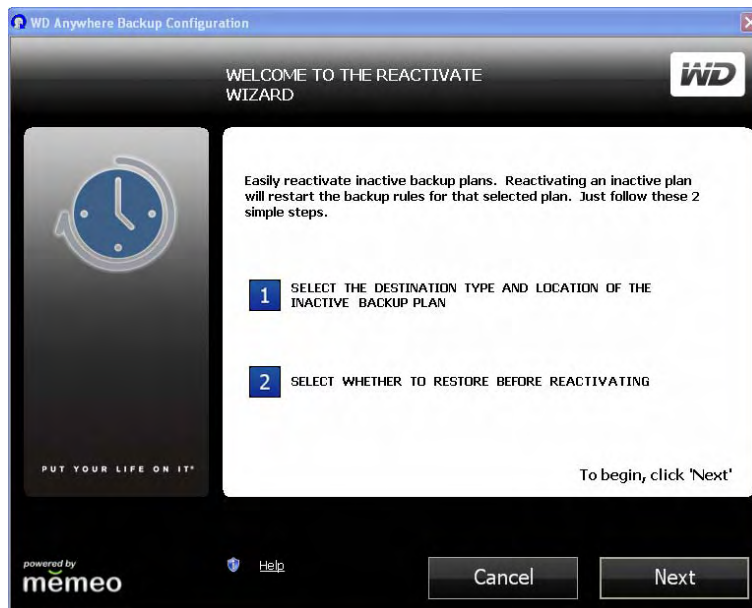 WD Anywhere Backup Configuration
WELCOME TO THE REACTIVATE
WIZARD
WD
Easily reactivate inactive backup plans. Reactivating an inactive plan
will restart the backup rules for that selected plan. Just follow these 2
simple steps.
1 SELECT THE DESTINATION TYPE AND LOCATION OF THE
INACTIVE BACKUP PLAN
2 SELECT WHETHER TO RESTORE BEFORE REACTIVATING
PUT YOUR LIFE ON IT®
To begin, click 'Next'
powered by
mĕmeo
Help
Cancel
Next